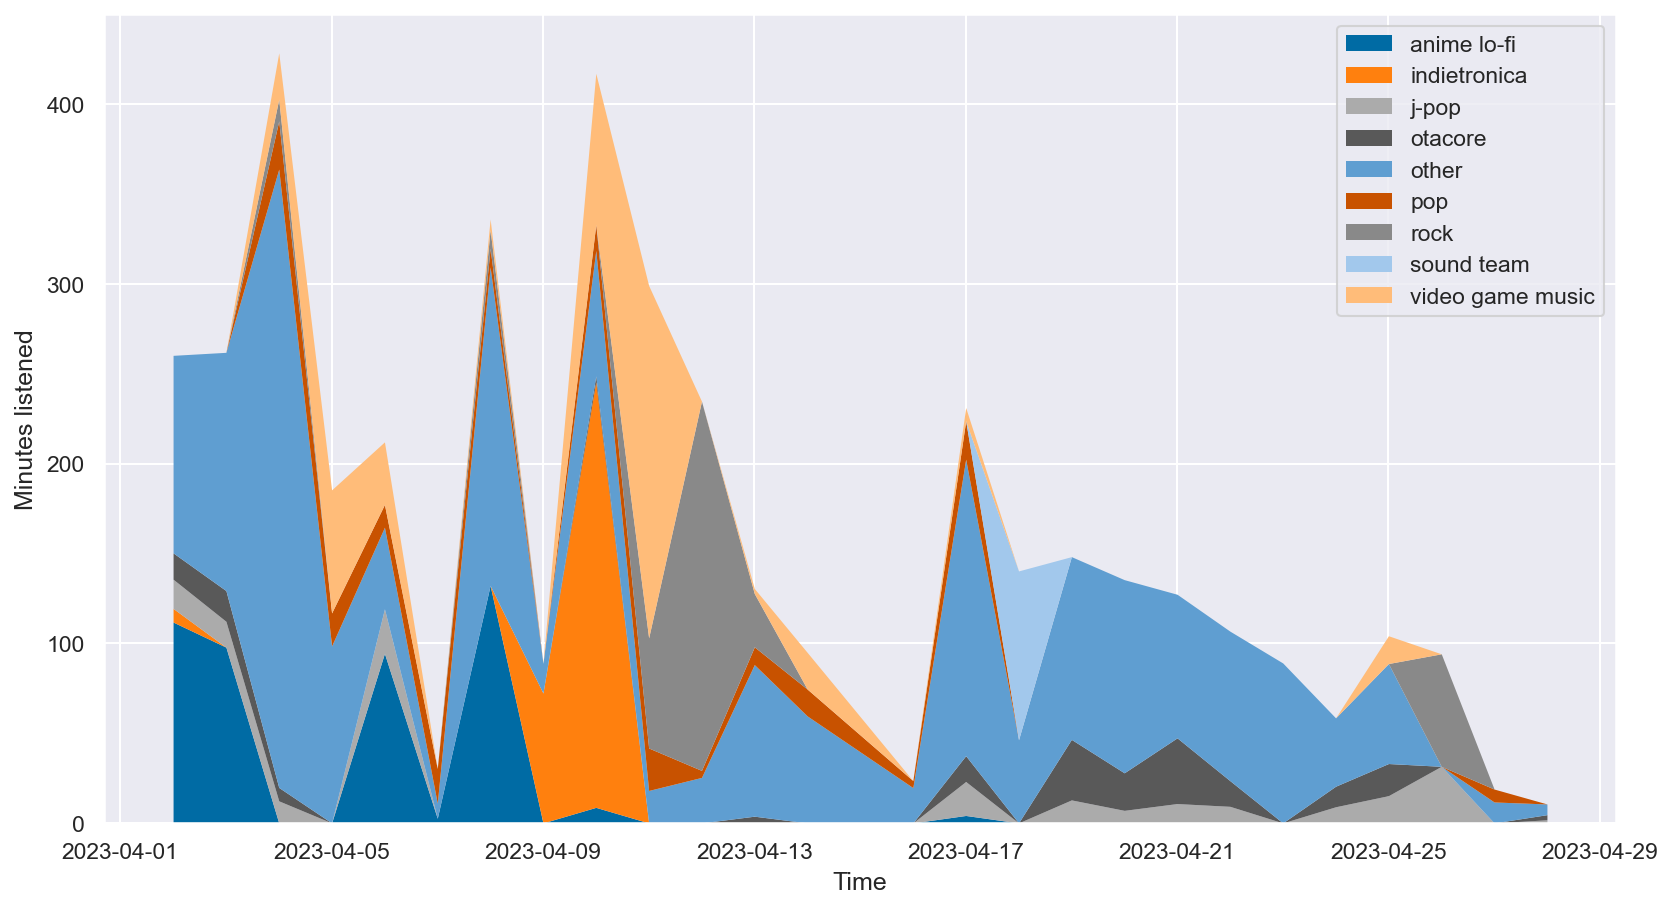 anime lo-fi
indietronica
j-pop
otacore
other
pop
rock
sound team
video game music
Minutes listened
400
300
200
100
0
2023-04-01 2023-04-05 2023-04-09 2023-04-13 2023-04-17 2023-04-21 2023-04-25 2023-04-29
Time